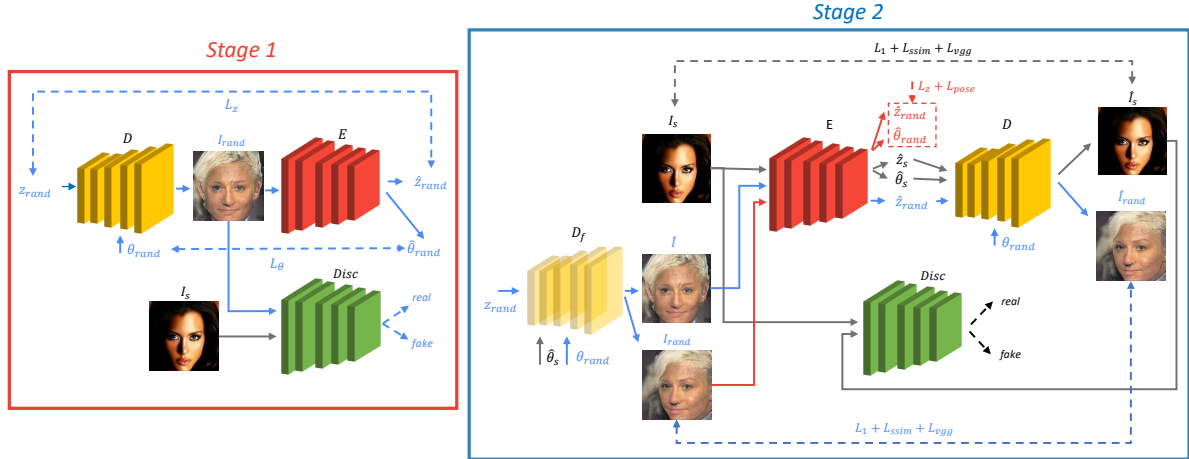 Stage 1
L_z
D
I_rand
E
z_rand
ẑ_rand
θ_rand
θ̂_rand
L_θ
Disc
I_s
real
fake
Stage 2
L_1 + L_ssim + L_vgg
L_z + L_pose
I_s
E
ẑ_rand
θ̂_rand
D
Î_s
ẑ_s
θ̂_s
ẑ_rand
Î_rand
θ_rand
D_f
Î
Disc
z_rand
I_rand
real
fake
θ̂_s
θ_rand
L_1 + L_ssim + L_vgg